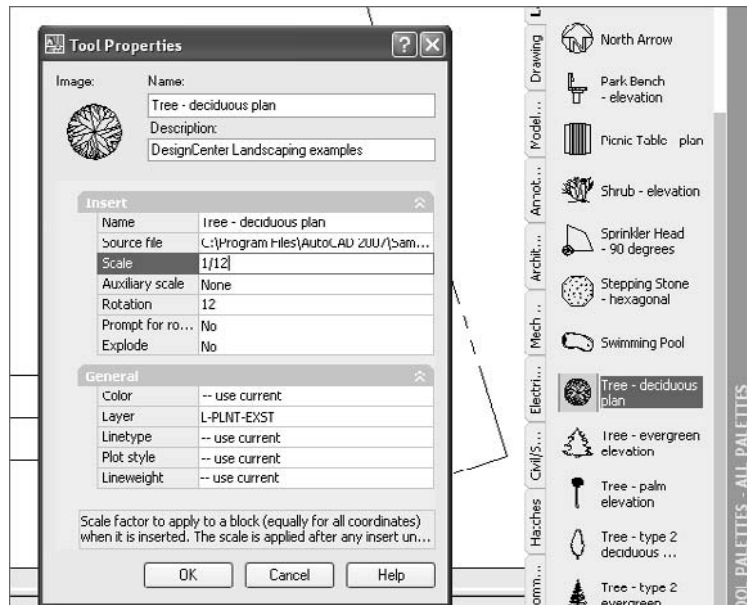 Tool Properties
Image:
Name:
Tree - deciduous plan
Description:
DesignCenter Landscaping examples
Insert
Name Tree - deciduous plan
Source file C:\Program Files\AutoCAD 2007\Sam...
Scale 1/12
Auxiliary scale None
Rotation 12
Prompt for ro... No
Explode No
General
Color -- use current
Layer L-PLNT-EXST
Linetype -- use current
Plot style -- use current
Lineweight -- use current
Scale factor to apply to a block (equally for all coordinates)
when it is inserted. The scale is applied after any insert un...
OK Cancel Help
Drawing
Model...
Annot...
Archit...
Mech ..
Electri...
Civil/S...
Hatches
omm...
North Arrow
Park Bench
- elevation
Picnic Table plan
Shrub - elevation
Sprinkler Head
- 90 degrees
Stepping Stone
- hexagonal
Swimming Pool
Tree - deciduous
plan
Tree - evergreen
elevation
Tree - palm
elevation
Tree - type 2
deciduous ...
Tree - type 2
evergreen
OOL PALETTES - ALL PALETTES